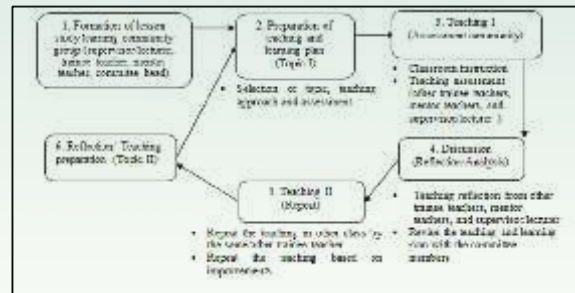 1. Formation of lesson
study learning community
group (supervisor/lecturer,
teacher, mentor
teacher, committee head)
2. Preparation of
teaching and
learning plan
(Topic I)
• Selection of topic, teaching
approach and assessment
3. Teaching I
(Assessment
• Classroom instruction
• Teaching assessment
(other trainee teachers,
mentor teachers, and
supervisor/lecturer)
4. Discussion
(Reflection Analysis)
• Teaching reflection from other
trainee teachers, mentor
teachers, and supervisor/lecturer
• Revise the teaching and learning
plan with the committee
members
Teaching II
(Repeat)
• Repeat the teaching in other class by
the same/other trainee teacher
• Repeat the teaching based on
improvements
6. Reflection/ Teaching
preparation (Topic II)